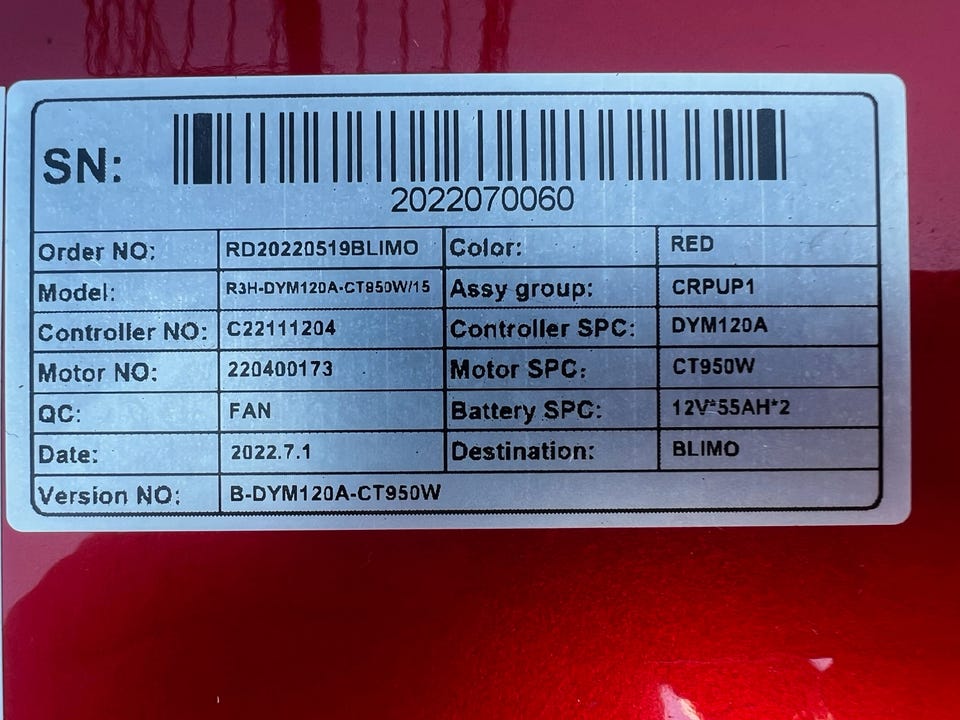 SN:
2022070060
Order NO: RD20220519BLIMO Color: RED
Model: R3H-DYM120A-CT950W/15 Assy group: CRPUP1
Controller NO: C22111204 Controller SPC: DYM120A
Motor NO: 220400173 Motor SPC: CT950W
QC: FAN Battery SPC: 12V*55AH*2
Date: 2022.7.1 Destination: BLIMO
Version NO: B-DYM120A-CT950W